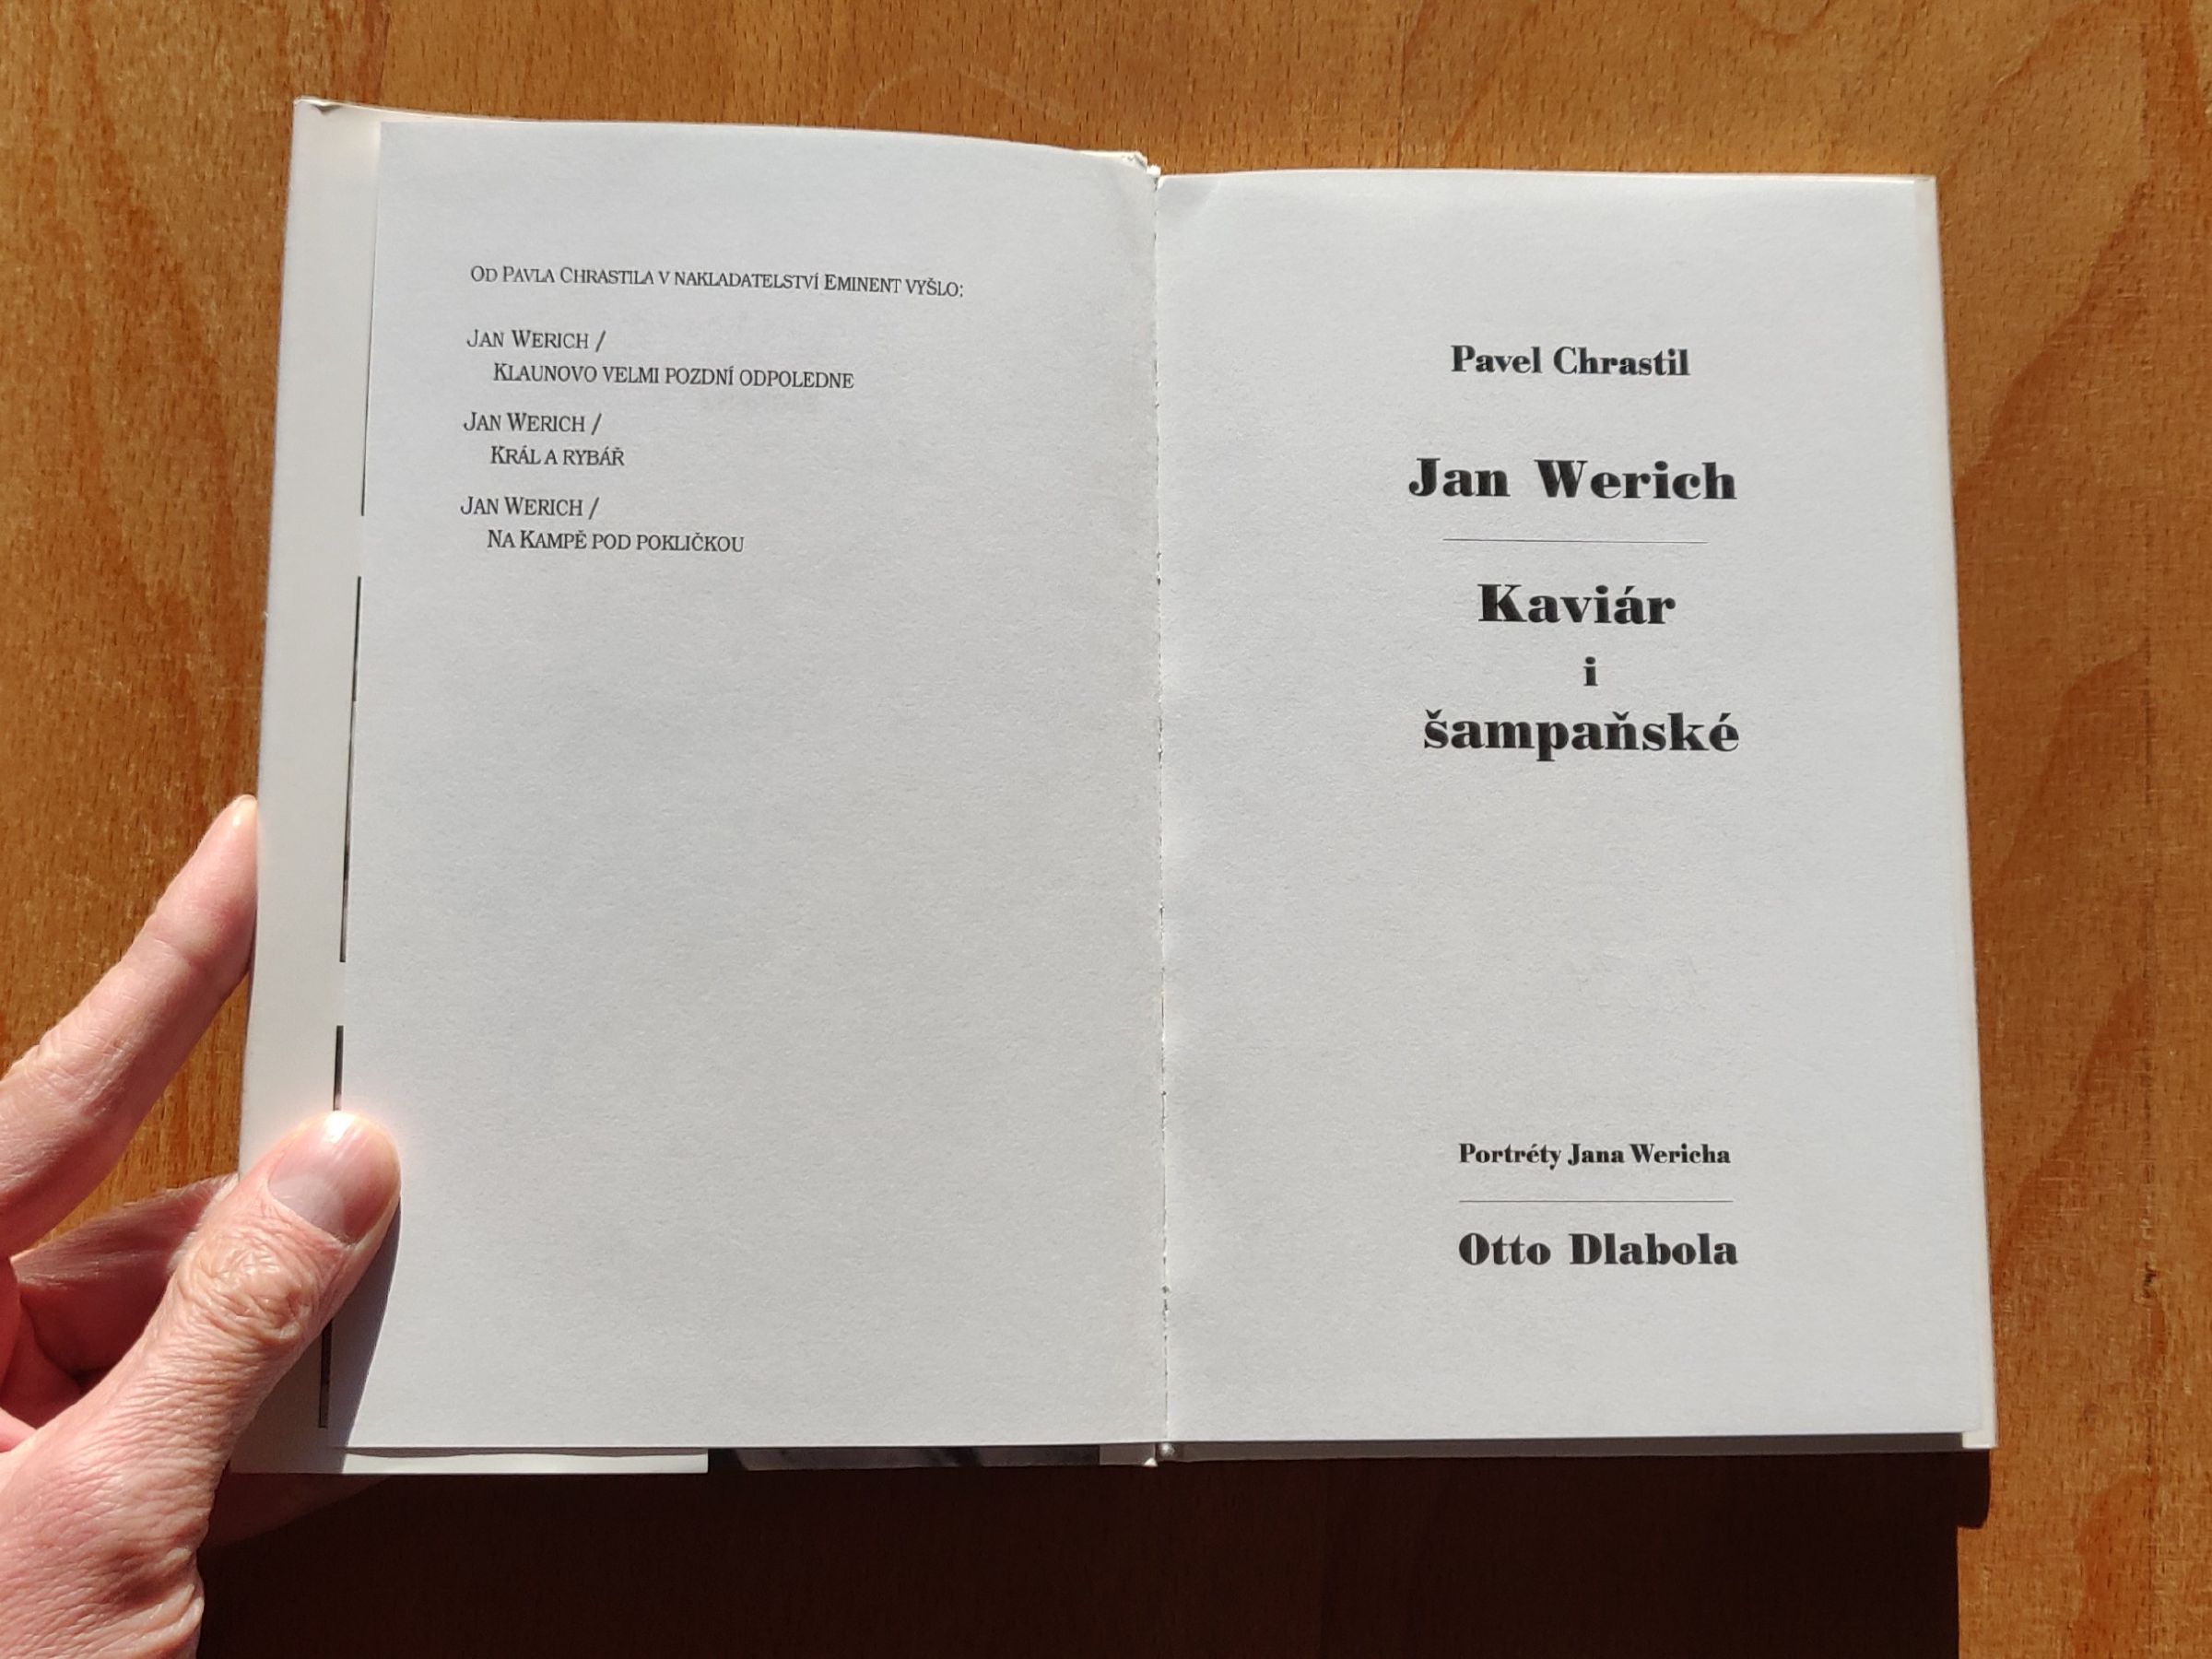 OD PAVLA CHRASTILA V NAKLADATELSTVÍ EMINENT VYŠLO:
JAN WERICH /
KLAUNOVO VELMI POZDNÍ ODPOLEDNE
JAN WERICH /
KRÁL A RYBÁŘ
JAN WERICH /
NA KAMPĚ POD POKLIČKOU
Pavel Chrastil
Jan Werich
Kaviár
i
šampaňské
Portréty Jana Wericha
Otto Dlabola